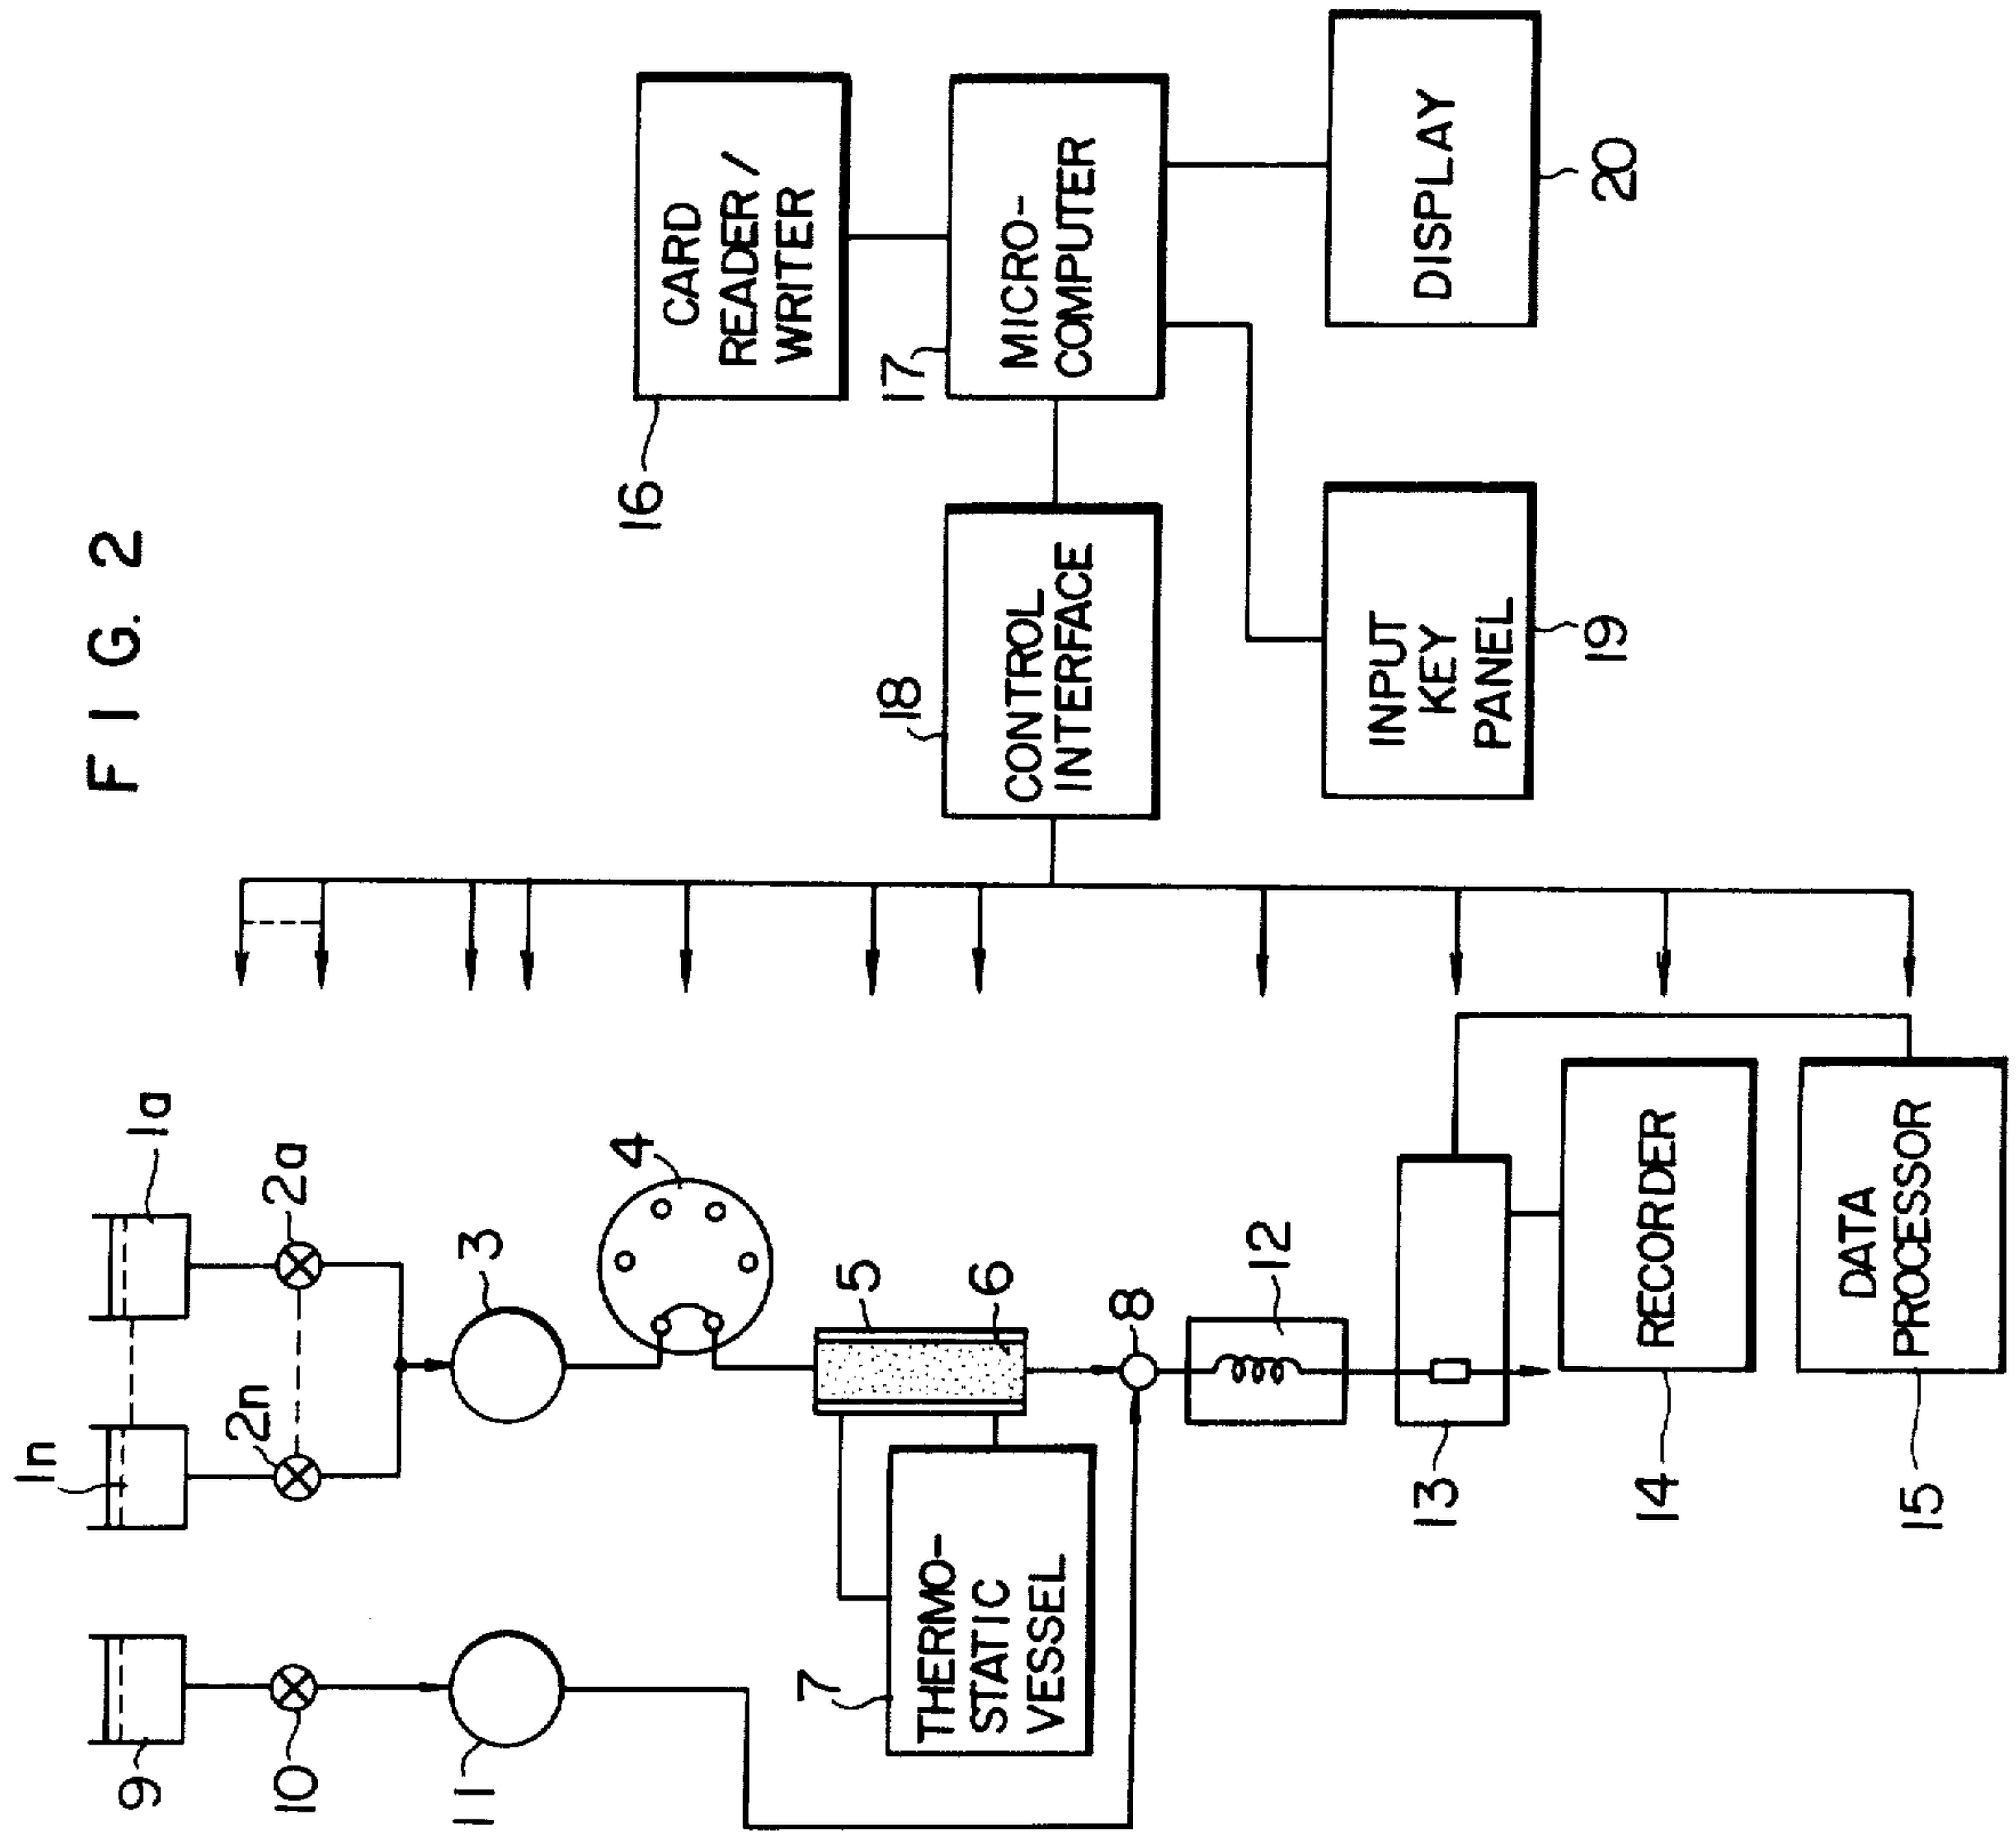 FIG. 2
1n
1a
2n
2a
3
4
5
6
7
THERMO-
STATIC
VESSEL
8
9
10
11
12
13
14
RECORDER
15
DATA
PROCESSOR
16
CARD
READER/
WRITER
17
MICRO-
COMPUTER
18
CONTROL
INTERFACE
19
INPUT
KEY
PANEL
20
DISPLAY